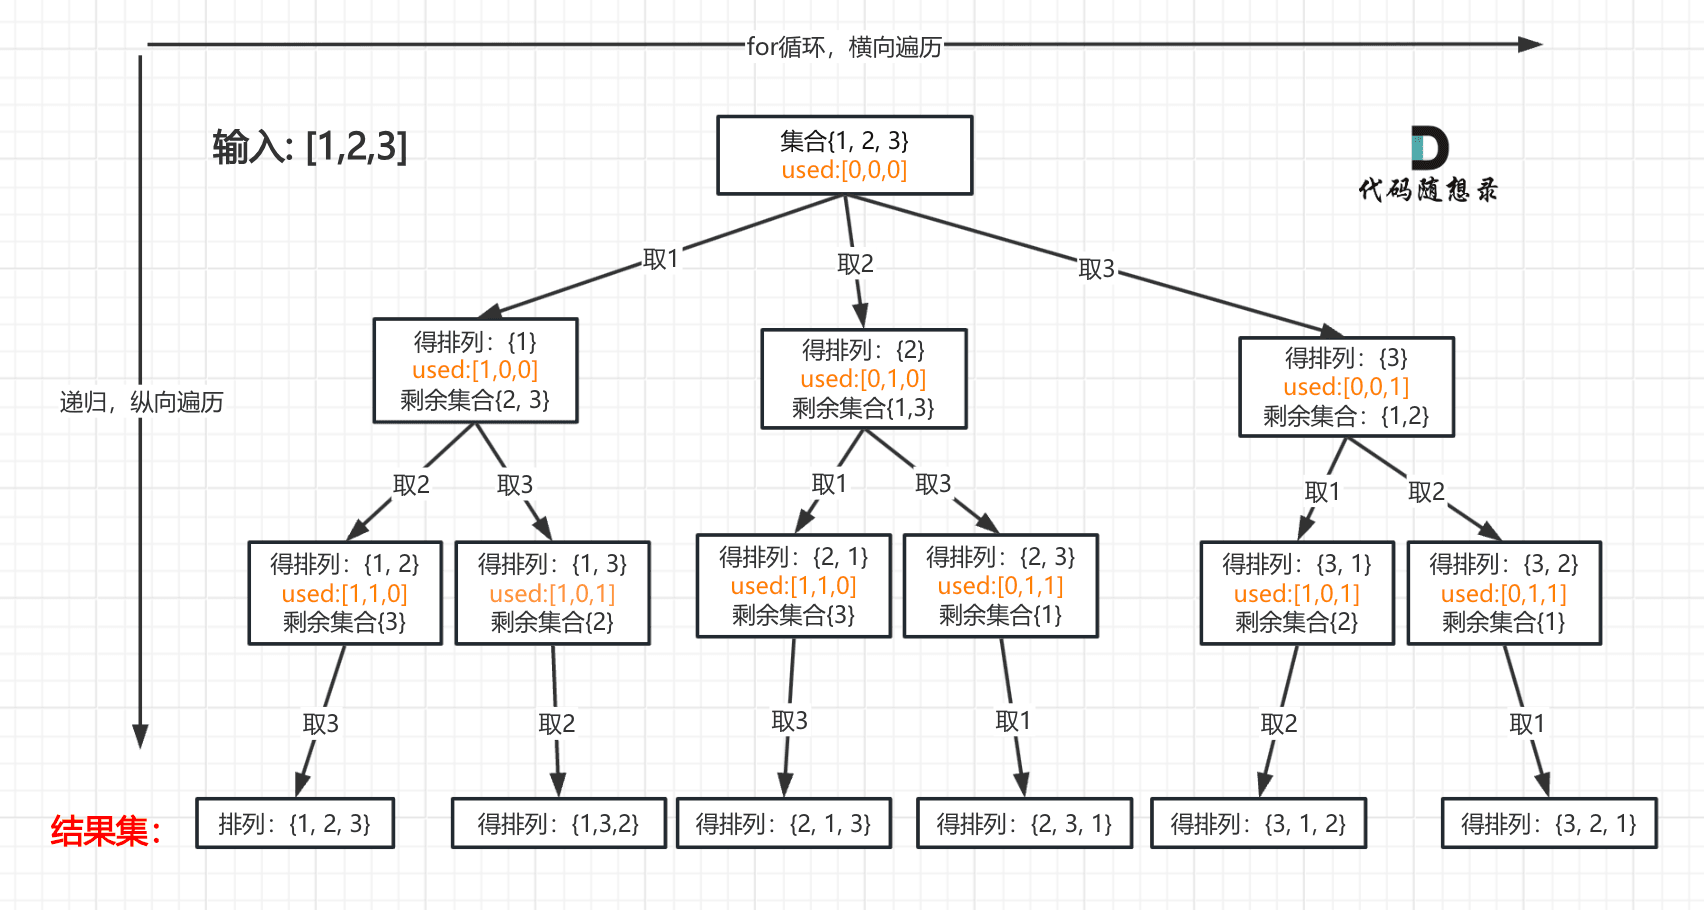 for循环，横向遍历
输入: [1,2,3]
集合{1, 2, 3}
used:[0,0,0]
代码随想录
取1
取2
取3
递归，纵向遍历
得排列：{1}
used:[1,0,0]
剩余集合{2, 3}
得排列：{2}
used:[0,1,0]
剩余集合{1,3}
得排列：{3}
used:[0,0,1]
剩余集合：{1,2}
取2
取3
取1
取3
取1
取2
得排列：{1, 2}
used:[1,1,0]
剩余集合{3}
得排列：{1, 3}
used:[1,0,1]
剩余集合{2}
得排列：{2, 1}
used:[1,1,0]
剩余集合{3}
得排列：{2, 3}
used:[0,1,1]
剩余集合{1}
得排列：{3, 1}
used:[1,0,1]
剩余集合{2}
得排列：{3, 2}
used:[0,1,1]
剩余集合{1}
取3
取2
取3
取1
取2
取1
结果集：
排列：{1, 2, 3}
得排列：{1,3,2}
得排列：{2, 1, 3}
得排列：{2, 3, 1}
得排列：{3, 1, 2}
得排列：{3, 2, 1}